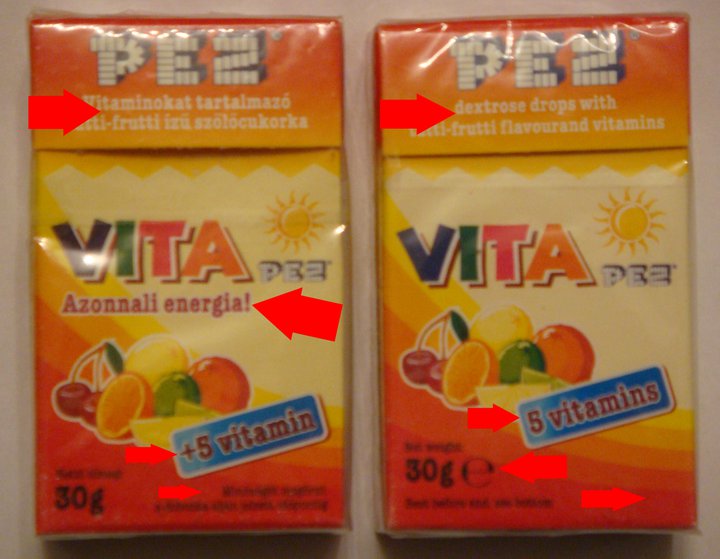 PEZ
Vitaminokat tartalmazó
tutti-frutti ízű szőlőcukorka
VITA
PEZ
Azonnali energia!
+5 vitamin
30g
PEZ
dextrose drops with
tutti-frutti flavourand vitamins
VITA
PEZ
5 vitamins
Net weight:
30g ℮
Best before end: see bottom